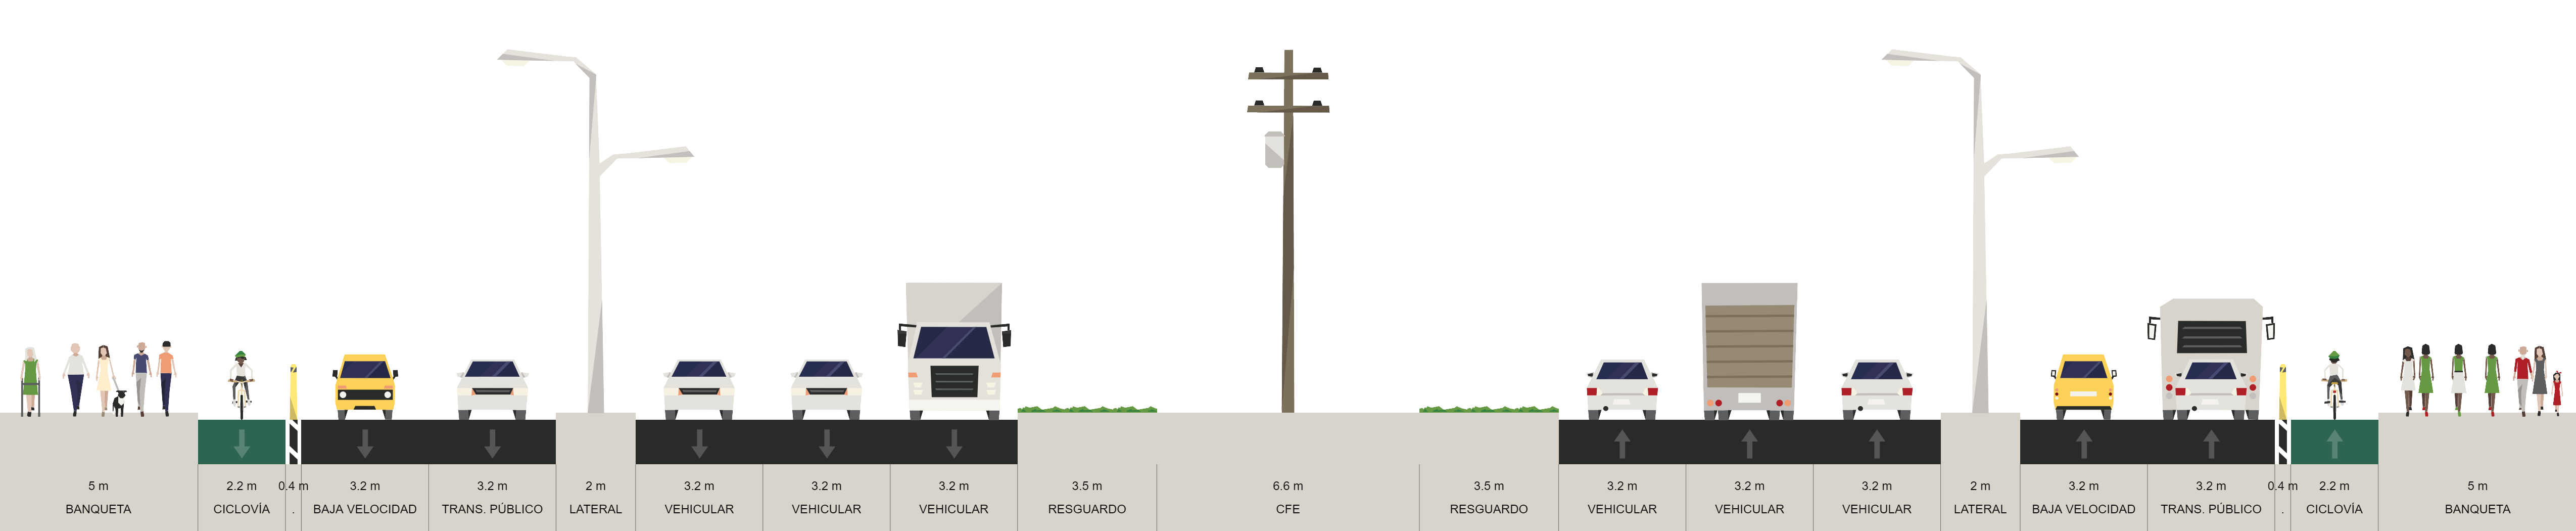 5 m 2.2 m 0.4 m 3.2 m 3.2 m 2 m 3.2 m 3.2 m 3.2 m 3.5 m 6.6 m 3.5 m 3.2 m 3.2 m 3.2 m 2 m 3.2 m 3.2 m 0.4 m 2.2 m 5 m
BANQUETA CICLOVÍA . BAJA VELOCIDAD TRANS. PÚBLICO LATERAL VEHICULAR VEHICULAR VEHICULAR RESGUARDO CFE RESGUARDO VEHICULAR VEHICULAR VEHICULAR LATERAL BAJA VELOCIDAD TRANS. PÚBLICO . CICLOVÍA BANQUETA